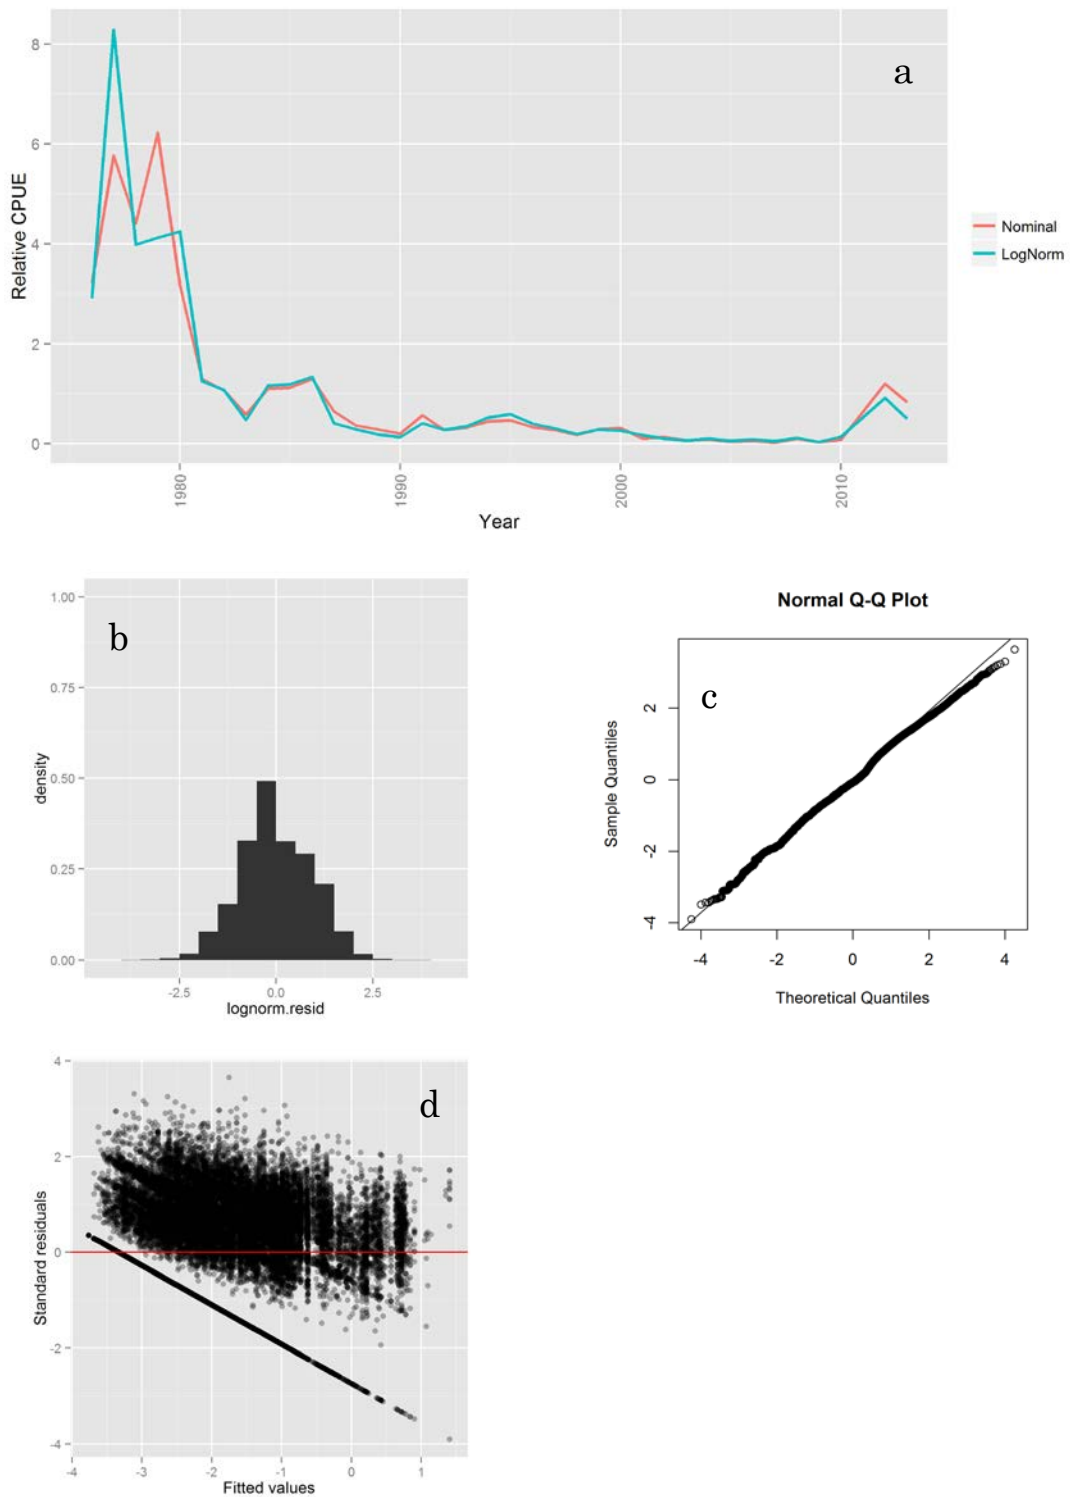 8
6
4
2
0
Relative CPUE
a
Nominal
LogNorm
1980
1990
2000
2010
Year
1.00
0.75
0.50
0.25
0.00
density
b
-2.5
0.0
2.5
lognorm.resid
Normal Q-Q Plot
c
2
0
-2
-4
Sample Quantiles
-4
-2
0
2
4
Theoretical Quantiles
4
2
0
-2
-4
Standard residuals
d
-4
-3
-2
-1
0
1
Fitted values